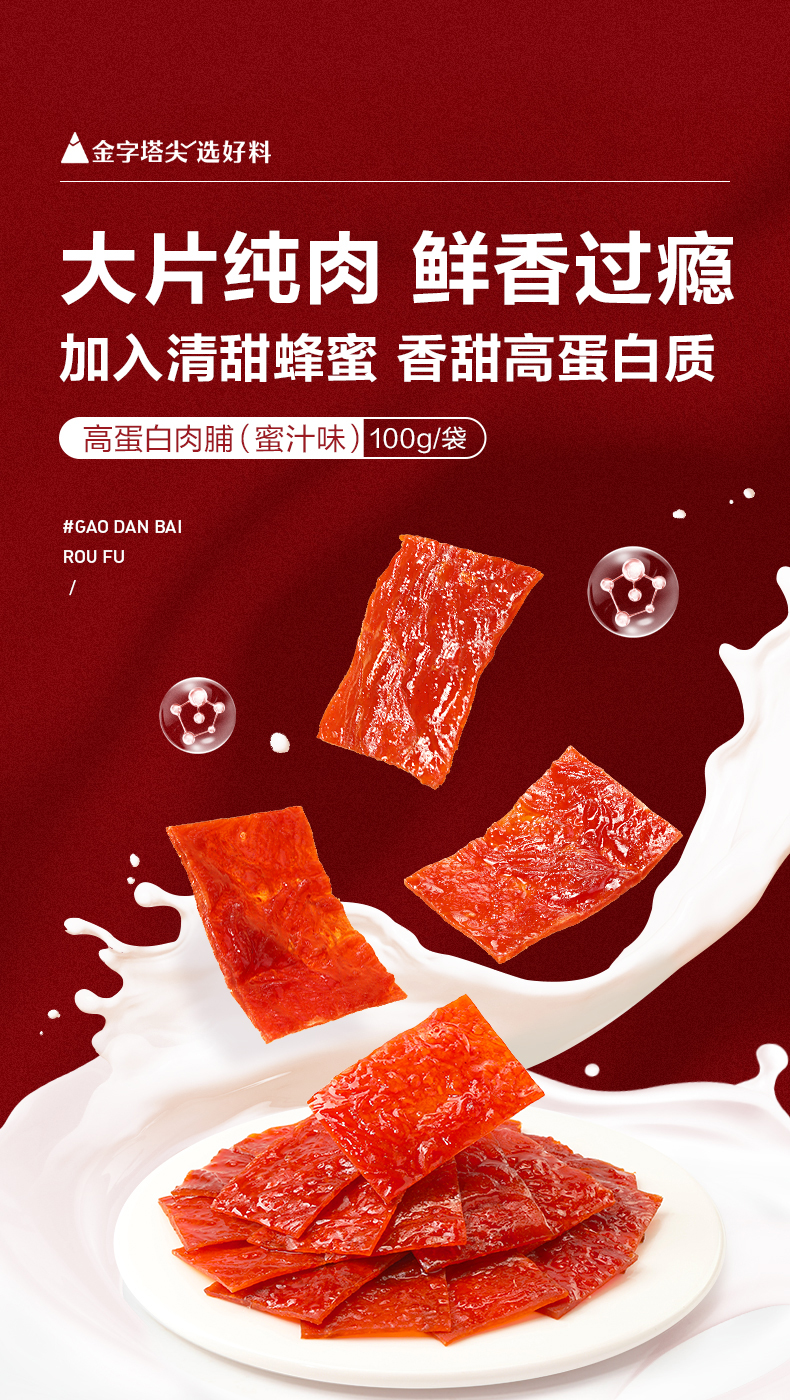 金字塔尖 选好料
大片纯肉 鲜香过瘾
加入清甜蜂蜜 香甜高蛋白质
高蛋白肉脯(蜜汁味) 100g/袋
#GAO DAN BAI
ROU FU
/